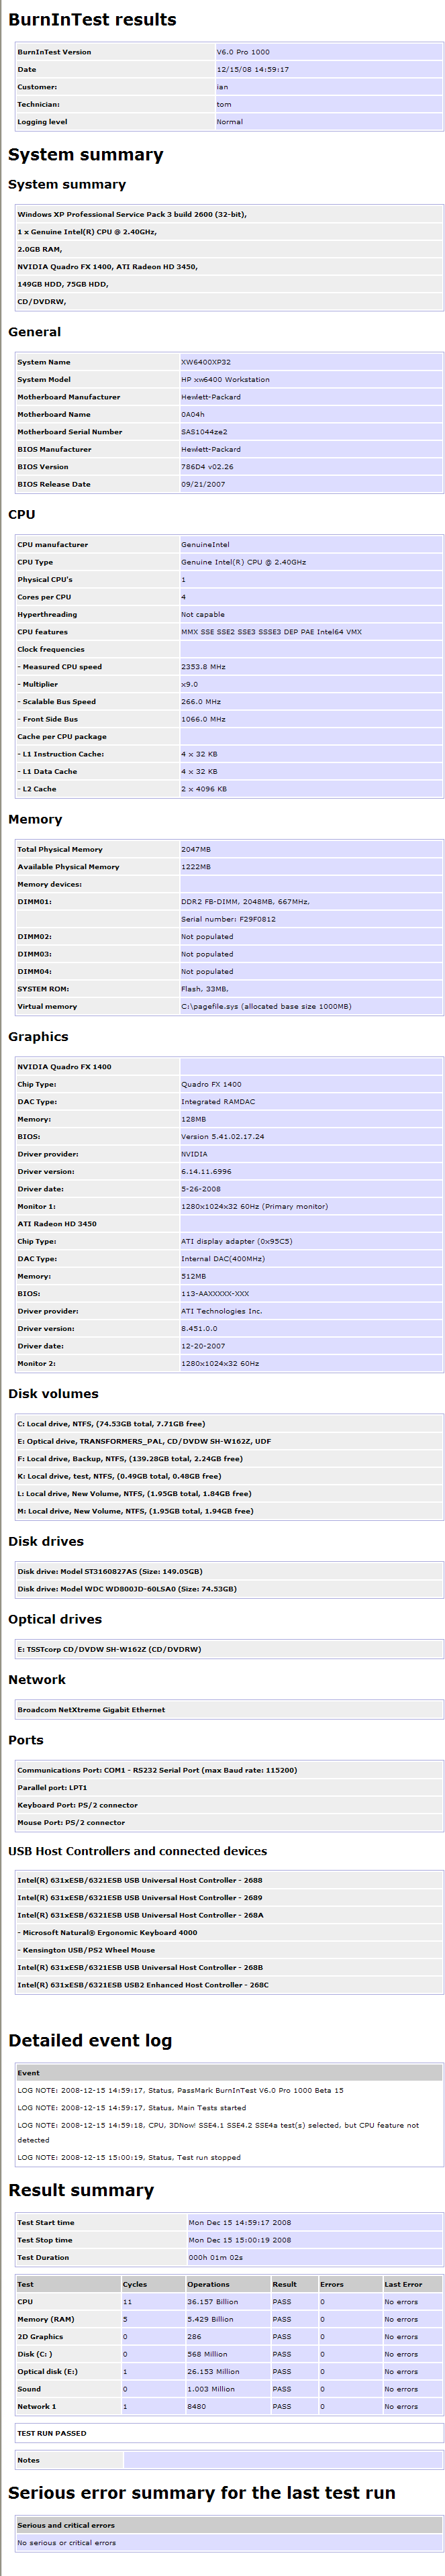 BurnInTest results
BurnInTest Version V6.0 Pro 1000
Date 12/15/08 14:59:17
Customer: ian
Technician: tom
Logging level Normal
System summary
System summary
Windows XP Professional Service Pack 3 build 2600 (32-bit),
1 x Genuine Intel(R) CPU @ 2.40GHz,
2.0GB RAM,
NVIDIA Quadro FX 1400, ATI Radeon HD 3450,
149GB HDD, 75GB HDD,
CD/DVDRW,
General
System Name XW6400XP32
System Model HP xw6400 Workstation
Motherboard Manufacturer Hewlett-Packard
Motherboard Name 0A04h
Motherboard Serial Number SAS1044ze2
BIOS Manufacturer Hewlett-Packard
BIOS Version 786D4 v02.26
BIOS Release Date 09/21/2007
CPU
CPU manufacturer GenuineIntel
CPU Type Genuine Intel(R) CPU @ 2.40GHz
Physical CPU's 1
Cores per CPU 4
Hyperthreading Not capable
CPU features MMX SSE SSE2 SSE3 SSSE3 DEP PAE Intel64 VMX
Clock frequencies
- Measured CPU speed 2353.8 MHz
- Multiplier x9.0
- Scalable Bus Speed 266.0 MHz
- Front Side Bus 1066.0 MHz
Cache per CPU package
- L1 Instruction Cache: 4 x 32 KB
- L1 Data Cache 4 x 32 KB
- L2 Cache 2 x 4096 KB
Memory
Total Physical Memory 2047MB
Available Physical Memory 1222MB
Memory devices:
DIMM01: DDR2 FB-DIMM, 2048MB, 667MHz,
Serial number: F29F0812
DIMM02: Not populated
DIMM03: Not populated
DIMM04: Not populated
SYSTEM ROM: Flash, 33MB,
Virtual memory C:\pagefile.sys (allocated base size 1000MB)
Graphics
NVIDIA Quadro FX 1400
Chip Type: Quadro FX 1400
DAC Type: Integrated RAMDAC
Memory: 128MB
BIOS: Version 5.41.02.17.24
Driver provider: NVIDIA
Driver version: 6.14.11.6996
Driver date: 5-26-2008
Monitor 1: 1280x1024x32 60Hz (Primary monitor)
ATI Radeon HD 3450
Chip Type: ATI display adapter (0x95C5)
DAC Type: Internal DAC(400MHz)
Memory: 512MB
BIOS: 113-AAXXXXX-XXX
Driver provider: ATI Technologies Inc.
Driver version: 8.451.0.0
Driver date: 12-20-2007
Monitor 2: 1280x1024x32 60Hz
Disk volumes
C: Local drive, NTFS, (74.53GB total, 7.71GB free)
E: Optical drive, TRANSFORMERS_PAL, CD/DVDW SH-W162Z, UDF
F: Local drive, Backup, NTFS, (139.28GB total, 2.24GB free)
K: Local drive, test, NTFS, (0.49GB total, 0.48GB free)
L: Local drive, New Volume, NTFS, (1.95GB total, 1.84GB free)
M: Local drive, New Volume, NTFS, (1.95GB total, 1.94GB free)
Disk drives
Disk drive: Model ST3160827AS (Size: 149.05GB)
Disk drive: Model WDC WD800JD-60LSA0 (Size: 74.53GB)
Optical drives
E: TSSTcorp CD/DVDW SH-W162Z (CD/DVDRW)
Network
Broadcom NetXtreme Gigabit Ethernet
Ports
Communications Port: COM1 - RS232 Serial Port (max Baud rate: 115200)
Parallel port: LPT1
Keyboard Port: PS/2 connector
Mouse Port: PS/2 connector
USB Host Controllers and connected devices
Intel(R) 631xESB/6321ESB USB Universal Host Controller - 2688
Intel(R) 631xESB/6321ESB USB Universal Host Controller - 2689
Intel(R) 631xESB/6321ESB USB Universal Host Controller - 268A
- Microsoft Natural® Ergonomic Keyboard 4000
- Kensington USB/PS2 Wheel Mouse
Intel(R) 631xESB/6321ESB USB Universal Host Controller - 268B
Intel(R) 631xESB/6321ESB USB2 Enhanced Host Controller - 268C
Detailed event log
Event
LOG NOTE: 2008-12-15 14:59:17, Status, PassMark BurnInTest V6.0 Pro 1000 Beta 15
LOG NOTE: 2008-12-15 14:59:17, Status, Main Tests started
LOG NOTE: 2008-12-15 14:59:18, CPU, 3DNow! SSE4.1 SSE4.2 SSE4a test(s) selected, but CPU feature not
detected
LOG NOTE: 2008-12-15 15:00:19, Status, Test run stopped
Result summary
Test Start time Mon Dec 15 14:59:17 2008
Test Stop time Mon Dec 15 15:00:19 2008
Test Duration 000h 01m 02s
Test Cycles Operations Result Errors Last Error
CPU 11 36.157 Billion PASS 0 No errors
Memory (RAM) 5 5.429 Billion PASS 0 No errors
2D Graphics 0 286 PASS 0 No errors
Disk (C: ) 0 568 Million PASS 0 No errors
Optical disk (E:) 1 26.153 Million PASS 0 No errors
Sound 0 1.003 Million PASS 0 No errors
Network 1 1 8480 PASS 0 No errors
TEST RUN PASSED
Notes
Serious error summary for the last test run
Serious and critical errors
No serious or critical errors